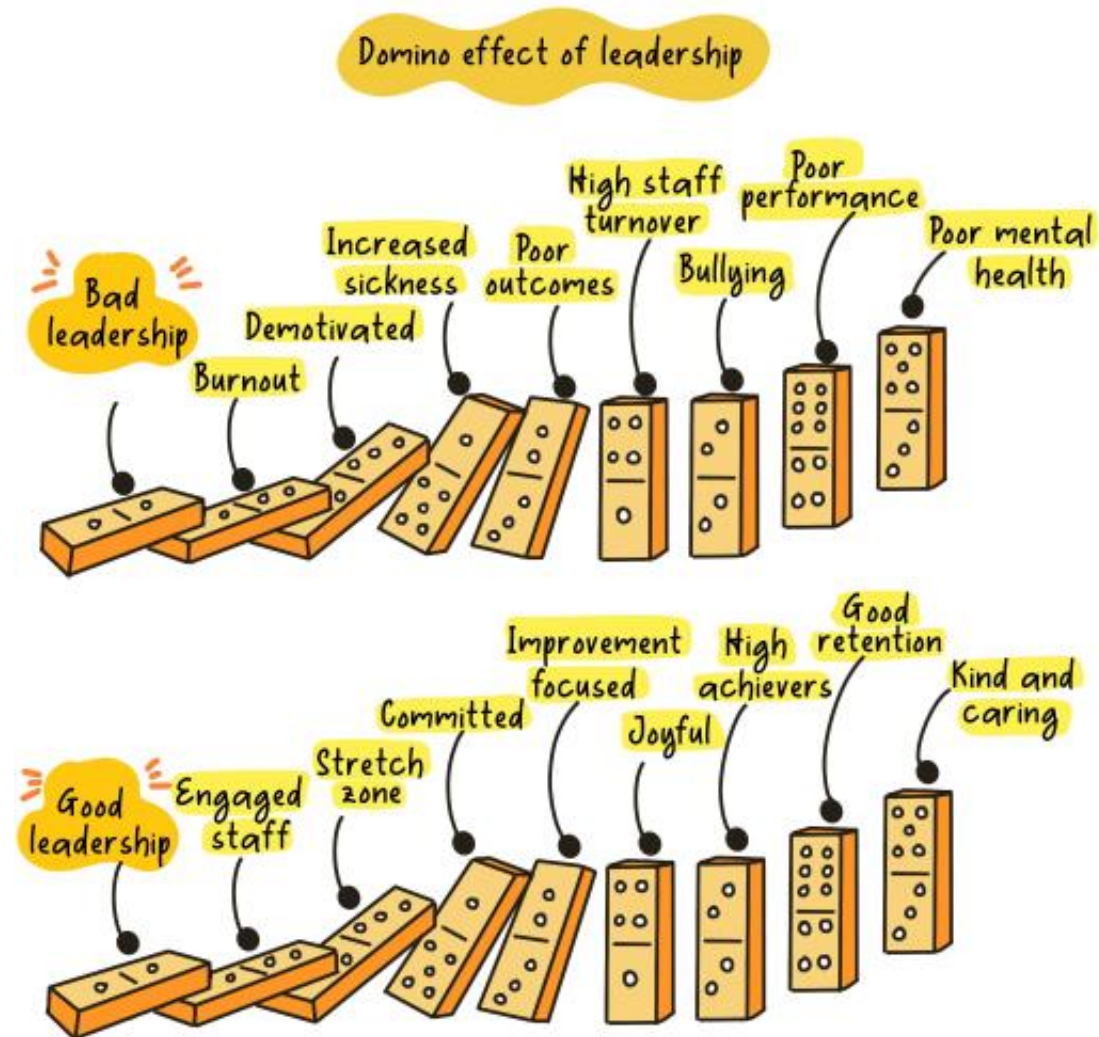 Domino effect of leadership
Bad
leadership
Burnout
Demotivated
Increased
sickness
Poor
outcomes
High staff
turnover
Bullying
Poor
performance
Poor mental
health
Good
leadership
Engaged
staff
Stretch
zone
Committed
Improvement
focused
Joyful
High
achievers
Good
retention
Kind and
caring